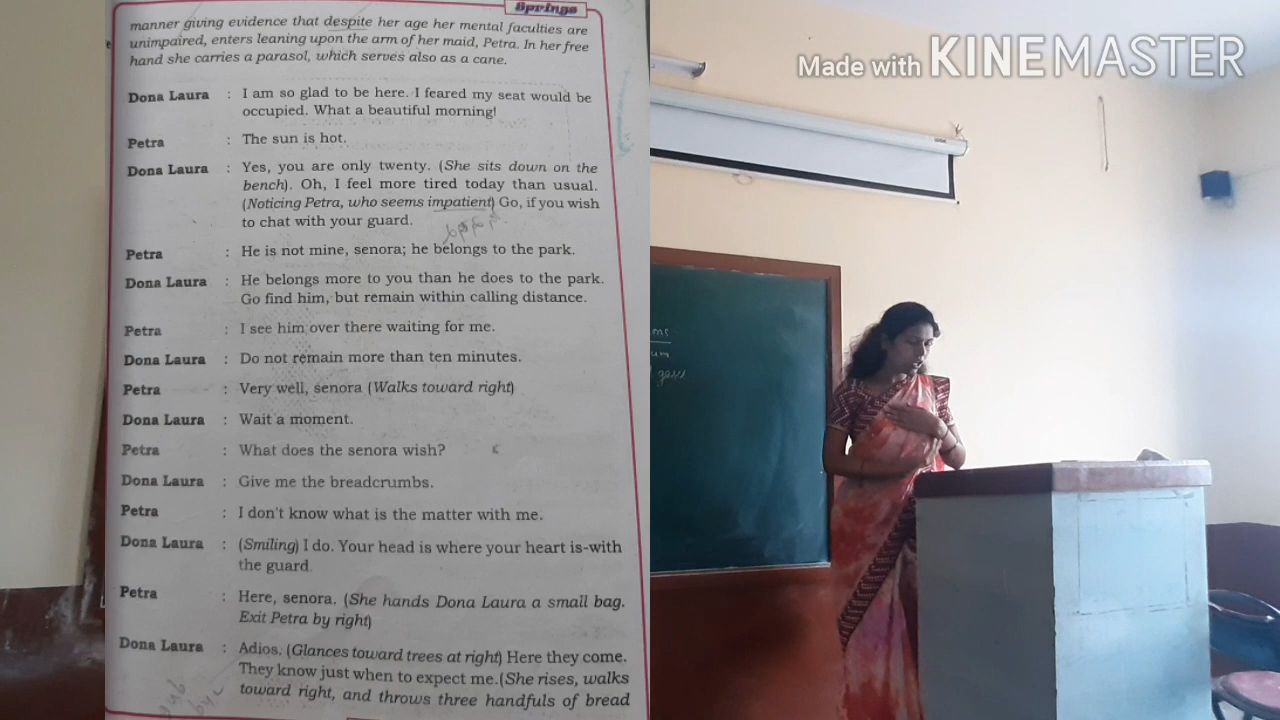 Springs
manner giving evidence that despite her age her mental faculties are
unimpaired, enters leaning upon the arm of her maid, Petra. In her free
hand she carries a parasol, which serves also as a cane.
Dona Laura : I am so glad to be here. I feared my seat would be
occupied. What a beautiful morning!
Petra : The sun is hot.
Dona Laura : Yes, you are only twenty. (She sits down on the
bench). Oh, I feel more tired today than usual.
(Noticing Petra, who seems impatient) Go, if you wish
to chat with your guard.
Petra : He is not mine, senora; he belongs to the park.
Dona Laura : He belongs more to you than he does to the park.
Go find him, but remain within calling distance.
Petra : I see him over there waiting for me.
Dona Laura : Do not remain more than ten minutes.
Petra : Very well, senora (Walks toward right)
Dona Laura : Wait a moment.
Petra : What does the senora wish?
Dona Laura : Give me the breadcrumbs.
Petra : I don't know what is the matter with me.
Dona Laura : (Smiling) I do. Your head is where your heart is-with
the guard.
Petra : Here, senora. (She hands Dona Laura a small bag.
Exit Petra by right)
Dona Laura : Adios. (Glances toward trees at right) Here they come.
They know just when to expect me.(She rises, walks
toward right, and throws three handfuls of bread
Made with KINEMASTER